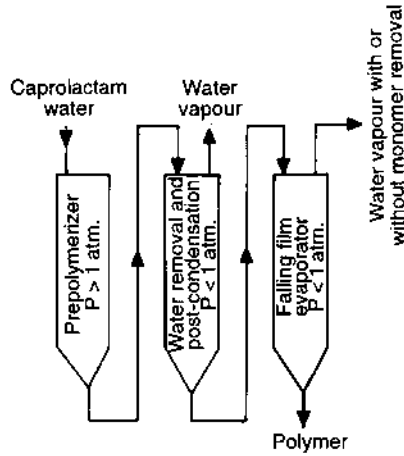 Caprolactam
water
Water
vapour
Water vapour with or
without monomer removal
Prepolymerizer
P > 1 atm.
Water removal and
post-condensation
P < 1 atm.
Falling film
evaporator
P < 1 atm.
Polymer